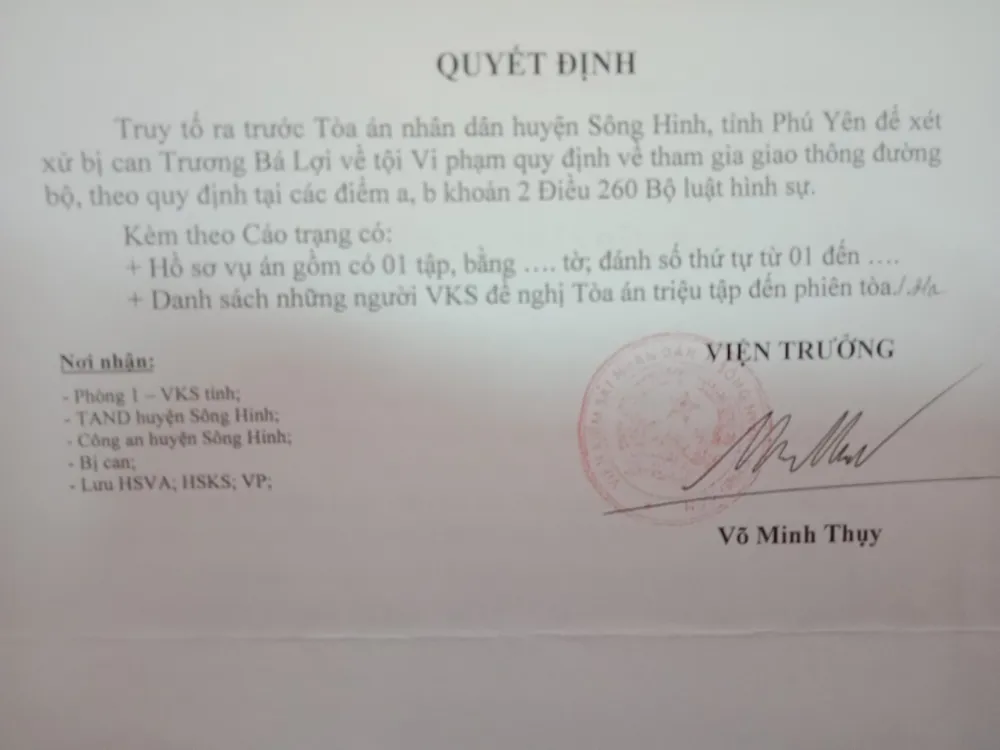 QUYẾT ĐỊNH
Truy tố ra trước Tòa án nhân dân huyện Sông Hinh, tỉnh Phú Yên để xét
xử bị can Trương Bá Lợi về tội Vi phạm quy định về tham gia giao thông đường
bộ, theo quy định tại các điểm a, b khoản 2 Điều 260 Bộ luật hình sự.
Kèm theo Cáo trạng có:
+ Hồ sơ vụ án gồm có 01 tập, bằng .... tờ; đánh số thứ tự từ 01 đến ....
+ Danh sách những người VKS đề nghị Tòa án triệu tập đến phiên tòa./.
Nơi nhận:
- Phòng 1 – VKS tỉnh;
- TAND huyện Sông Hinh;
- Công an huyện Sông Hinh;
- Bị can;
- Lưu HSVA; HSKS; VP;
VIỆN TRƯỞNG
Võ Minh Thụy